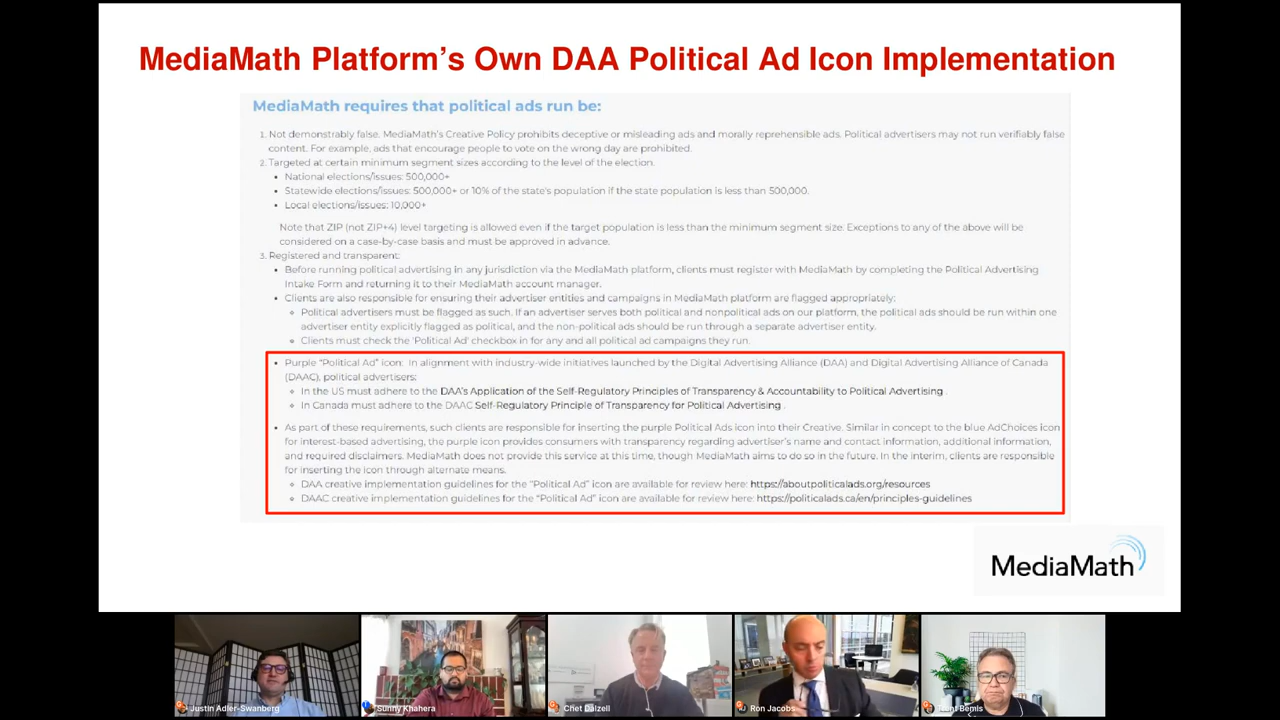 MediaMath Platform's Own DAA Political Ad Icon Implementation
MediaMath requires that political ads run be:
1. Not demonstrably false. MediaMath's Creative Policy prohibits deceptive or misleading ads and morally reprehensible ads. Political advertisers may not run verifiably false
content. For example, ads that encourage people to vote on the wrong day are prohibited.
2. Targeted at certain minimum segment sizes according to the level of the election.
• National elections/issues: 500,000+
• Statewide elections/issues: 500,000+ or 10% of the state's population if the state population is less than 500,000.
• Local elections/issues: 10,000+
Note that ZIP (not ZIP+4) level targeting is allowed even if the target population is less than the minimum segment size. Exceptions to any of the above will be
considered on a case-by-case basis and must be approved in advance.
3. Registered and transparent:
• Before running political advertising in any jurisdiction via the MediaMath platform, clients must register with MediaMath by completing the Political Advertising
Intake Form and returning it to their MediaMath account manager.
• Clients are also responsible for ensuring their advertiser entities and campaigns in MediaMath platform are flagged appropriately:
◦ Political advertisers must be flagged as such. If an advertiser serves both political and nonpolitical ads on our platform, the political ads should be run within one
advertiser entity explicitly flagged as political, and the non-political ads should be run through a separate advertiser entity.
◦ Clients must check the 'Political Ad' checkbox in for any and all political ad campaigns they run.
• Purple "Political Ad" icon: In alignment with industry-wide initiatives launched by the Digital Advertising Alliance (DAA) and Digital Advertising Alliance of Canada
(DAAC), political advertisers:
◦ In the US must adhere to the DAA's Application of the Self-Regulatory Principles of Transparency & Accountability to Political Advertising .
◦ In Canada must adhere to the DAAC Self-Regulatory Principle of Transparency for Political Advertising .
• As part of these requirements, such clients are responsible for inserting the purple Political Ads icon into their Creative. Similar in concept to the blue AdChoices icon
for interest-based advertising, the purple icon provides consumers with transparency regarding advertiser's name and contact information, additional information,
and required disclaimers. MediaMath does not provide this service at this time, though MediaMath aims to do so in the future. In the interim, clients are responsible
for inserting the icon through alternate means.
◦ DAA creative implementation guidelines for the "Political Ad" icon are available for review here: https://aboutpoliticalads.org/resources
◦ DAAC creative implementation guidelines for the "Political Ad" icon are available for review here: https://politicalads.ca/en/principles-guidelines
MediaMath
Justin Adler-Swanberg
Sunny Khahera
Chet Dalzell
Ron Jacobs
Bemis